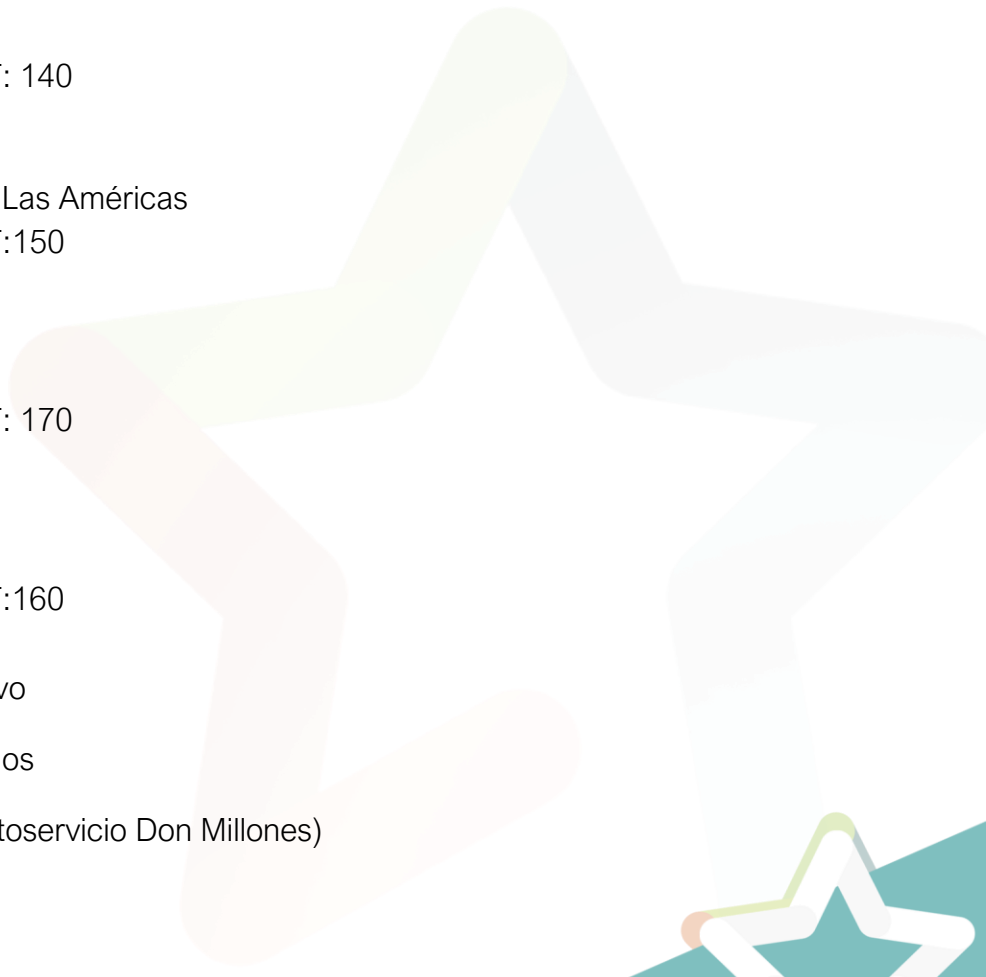 : 140
Las Américas
:150
: 170
:160
vo
os
toservicio Don Millones)